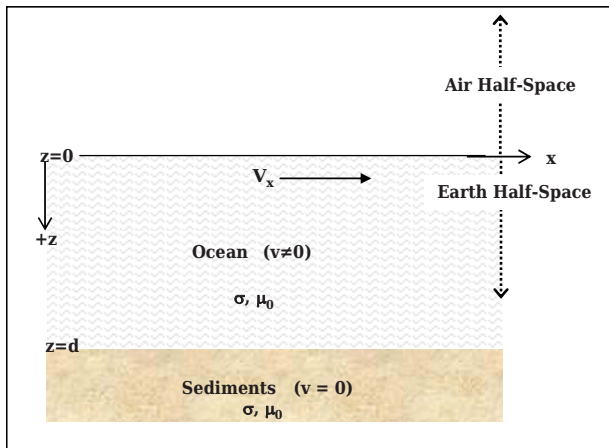 Air Half-Space
z=0
x
Vx
Earth Half-Space
+z
Ocean (v≠0)
σ, μ0
z=d
Sediments (v = 0)
σ, μ0